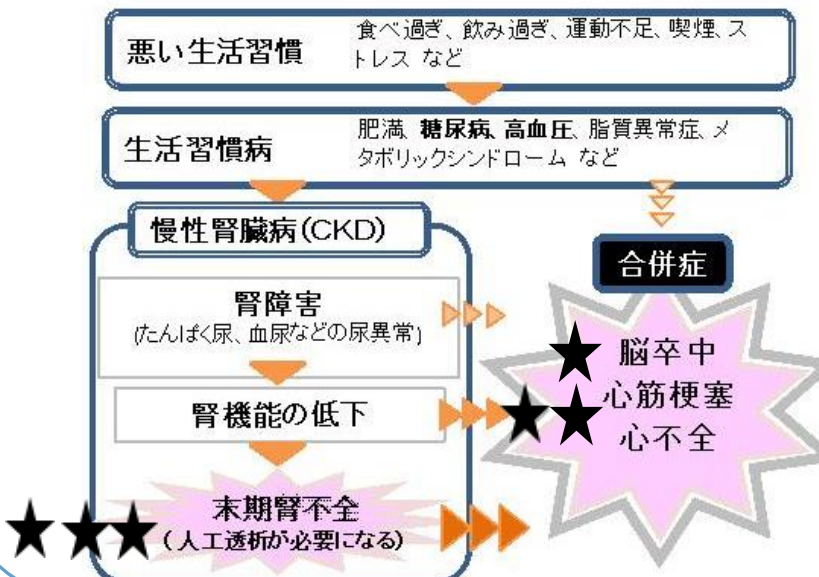 悪い生活習慣
食べ過ぎ、飲み過ぎ、運動不足、喫煙、ス
トレス など
生活習慣病
肥満、糖尿病、高血圧、脂質異常症、メ
タボリックシンドローム など
慢性腎臓病(CKD)
腎障害
(たんぱく尿、血尿などの尿異常)
腎機能の低下
末期腎不全
(人工透析が必要になる)
合併症
脳卒中
心筋梗塞
心不全